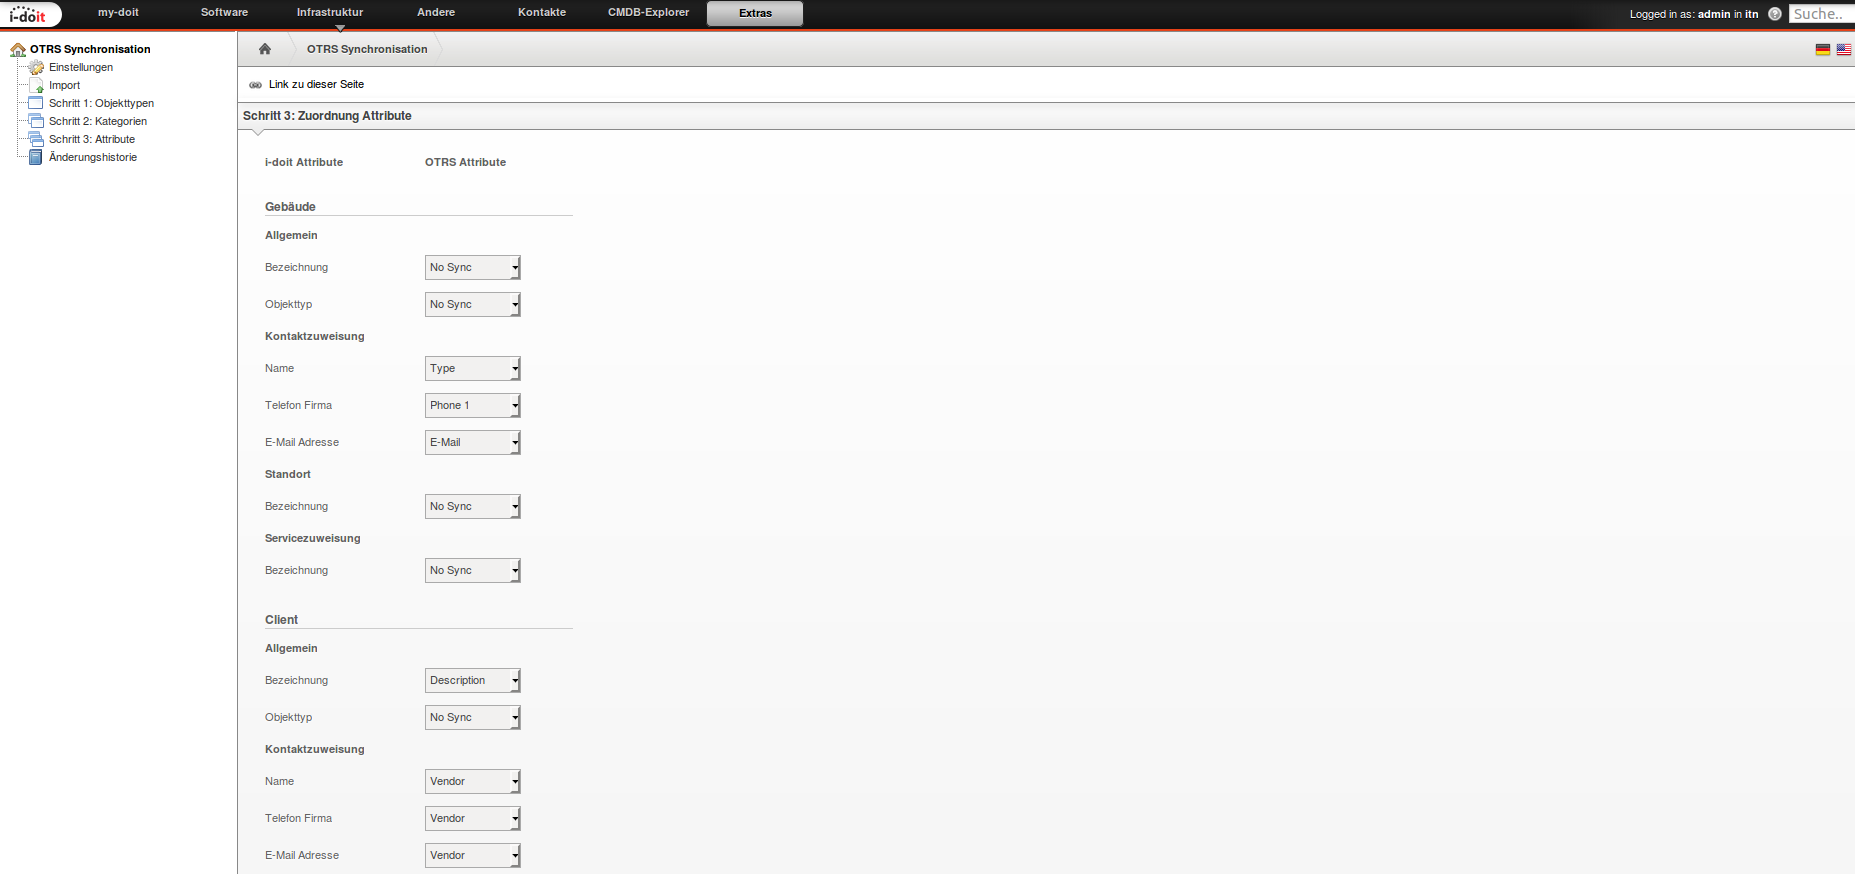 i-doit my-doit Software Infrastruktur Andere Kontakte CMDB-Explorer Extras Logged in as: admin in itn ? Suche..
OTRS Synchronisation
Einstellungen
Import
Schritt 1: Objekttypen
Schritt 2: Kategorien
Schritt 3: Attribute
Änderungshistorie
OTRS Synchronisation
Link zu dieser Seite
Schritt 3: Zuordnung Attribute
i-doit Attribute OTRS Attribute
Gebäude
Allgemein
Bezeichnung No Sync
Objekttyp No Sync
Kontaktzuweisung
Name Type
Telefon Firma Phone 1
E-Mail Adresse E-Mail
Standort
Bezeichnung No Sync
Servicezuweisung
Bezeichnung No Sync
Client
Allgemein
Bezeichnung Description
Objekttyp No Sync
Kontaktzuweisung
Name Vendor
Telefon Firma Vendor
E-Mail Adresse Vendor